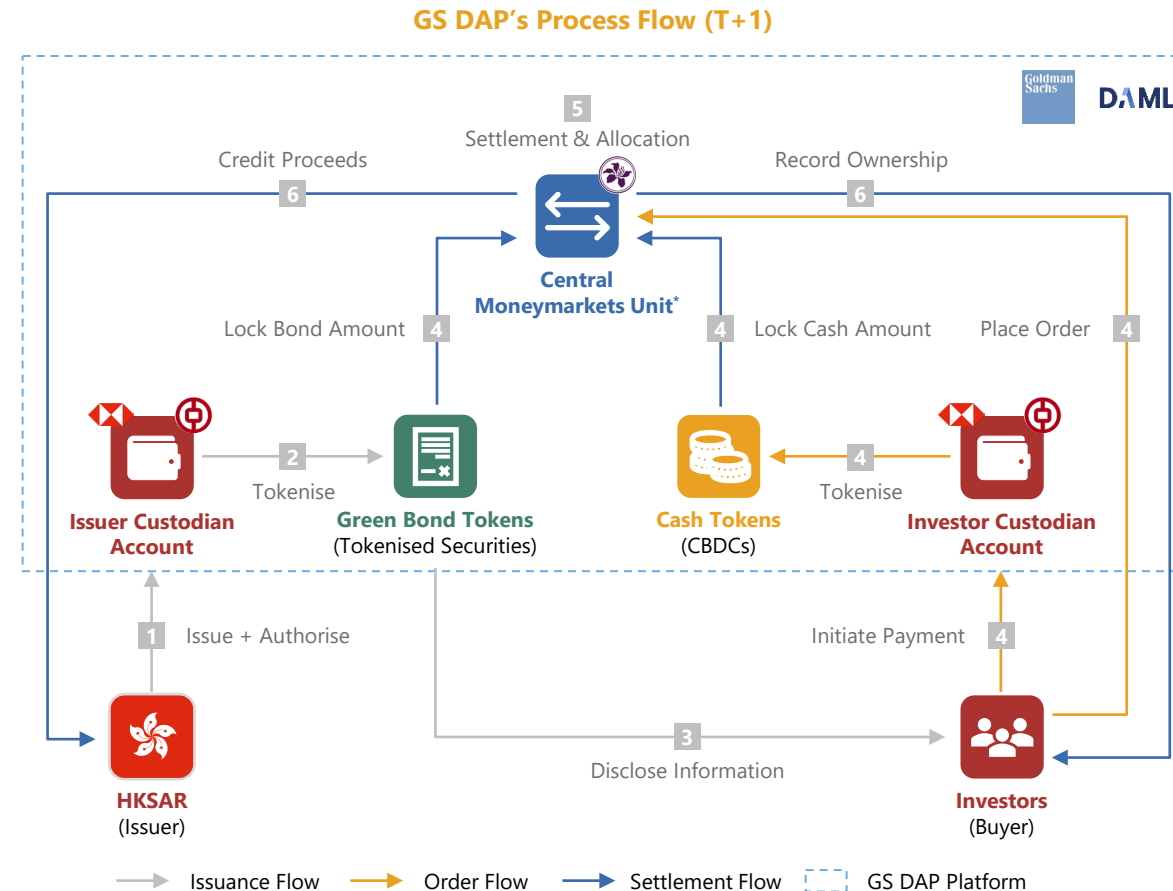 GS DAP's Process Flow (T+1)
Goldman
Sachs
DAML
5
Settlement & Allocation
Credit Proceeds
Record Ownership
6
6
Central
Moneymarkets Unit*
Lock Bond Amount
4
4
Lock Cash Amount
Place Order
4
2
Tokenise
4
Tokenise
Issuer Custodian
Account
Green Bond Tokens
(Tokenised Securities)
Cash Tokens
(CBDCs)
Investor Custodian
Account
1
Issue + Authorise
Initiate Payment
4
3
Disclose Information
HKSAR
(Issuer)
Investors
(Buyer)
Issuance Flow
Order Flow
Settlement Flow
GS DAP Platform